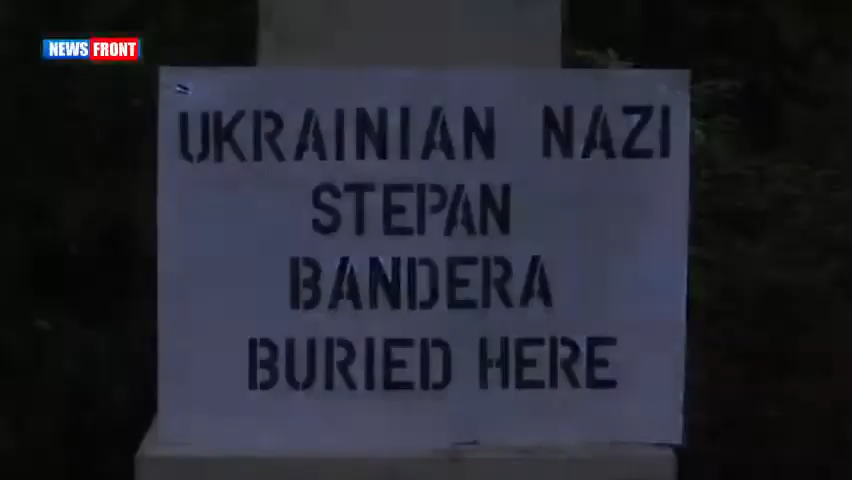 NEWS FRONT
UKRAINIAN NAZI
STEPAN
BANDERA
BURIED HERE